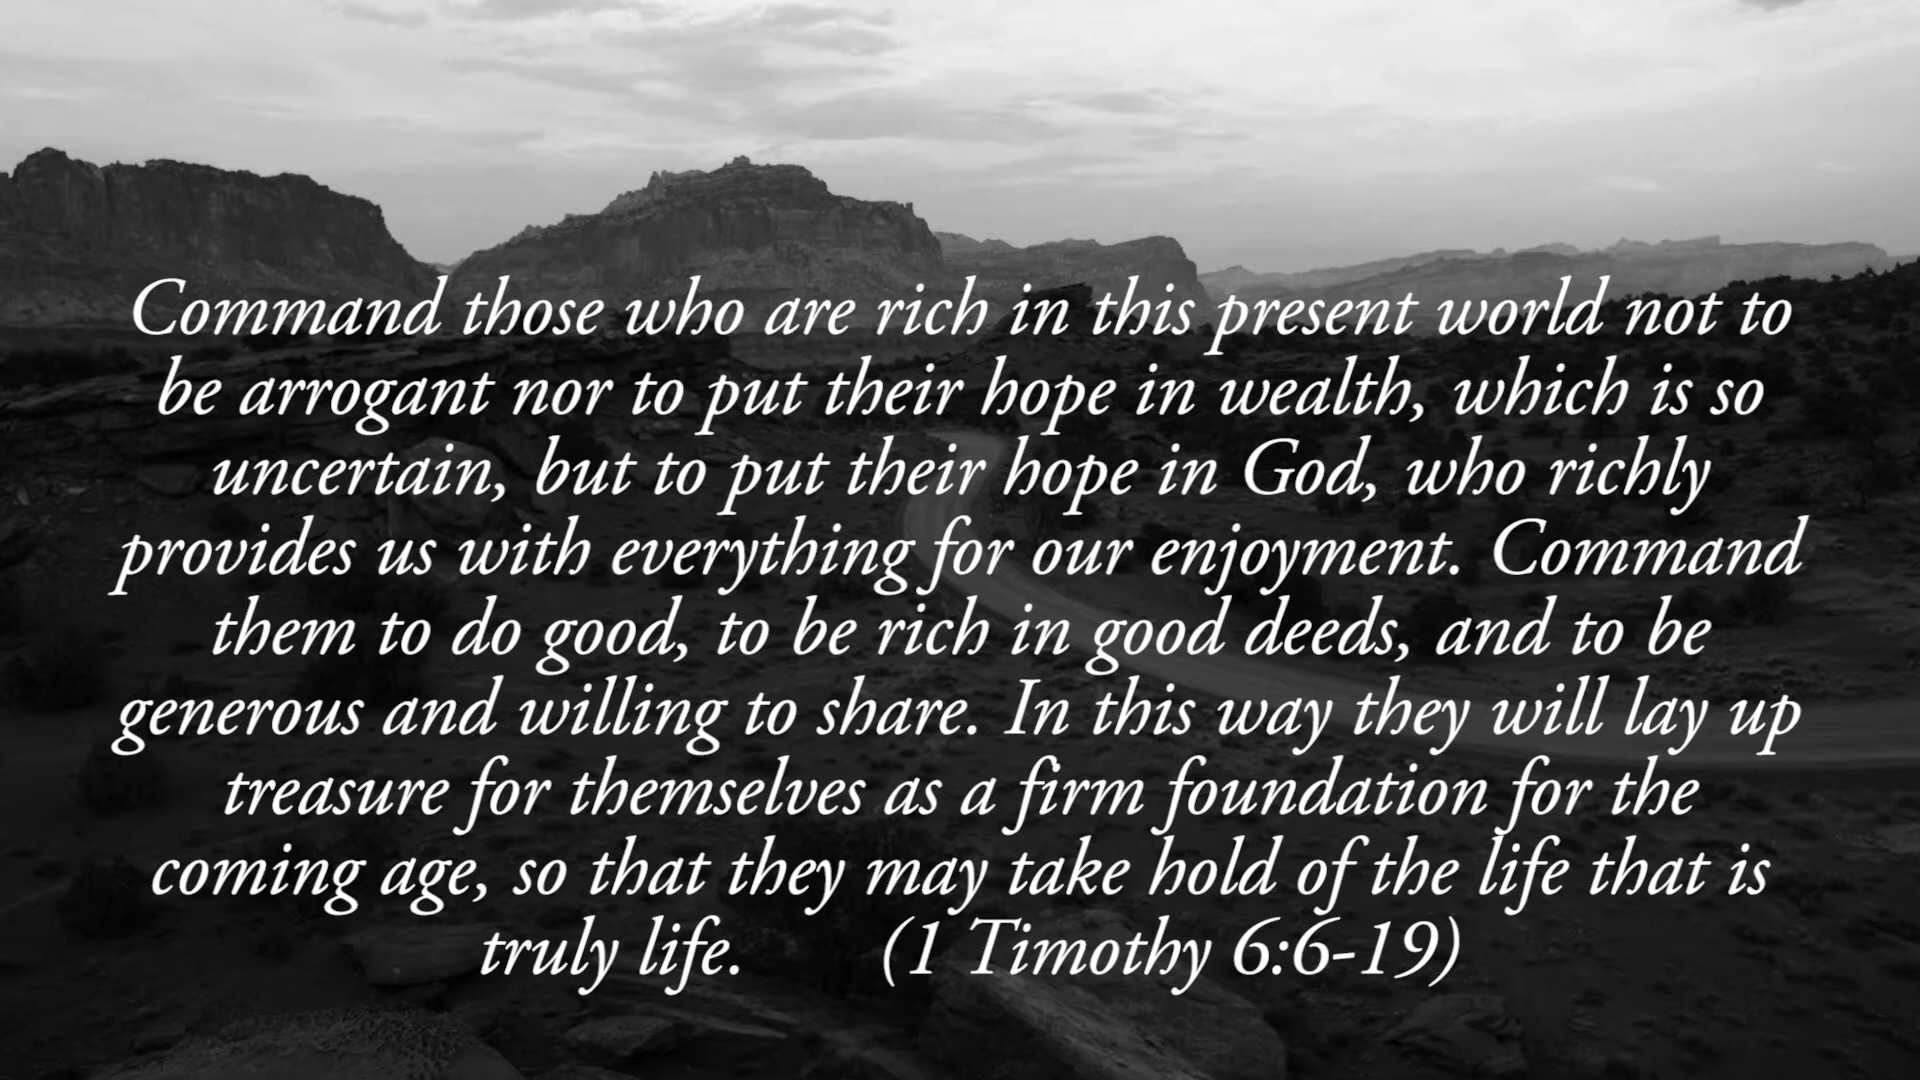 Command those who are rich in this present world not to
be arrogant nor to put their hope in wealth, which is so
uncertain, but to put their hope in God, who richly
provides us with everything for our enjoyment. Command
them to do good, to be rich in good deeds, and to be
generous and willing to share. In this way they will lay up
treasure for themselves as a firm foundation for the
coming age, so that they may take hold of the life that is
truly life. (1 Timothy 6:6-19)